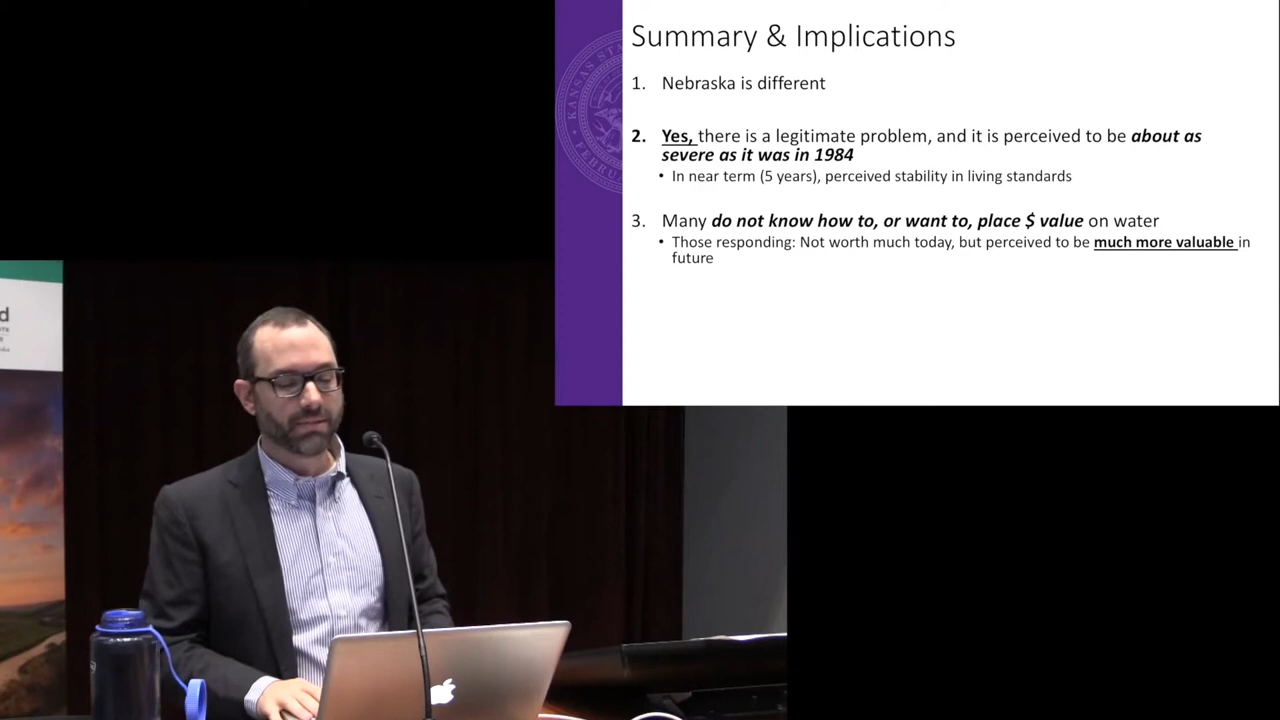 Summary & Implications
1. Nebraska is different
2. Yes, there is a legitimate problem, and it is perceived to be about as
severe as it was in 1984
• In near term (5 years), perceived stability in living standards
3. Many do not know how to, or want to, place $ value on water
• Those responding: Not worth much today, but perceived to be much more valuable in
future
KANSAS STA
FEBRU
d